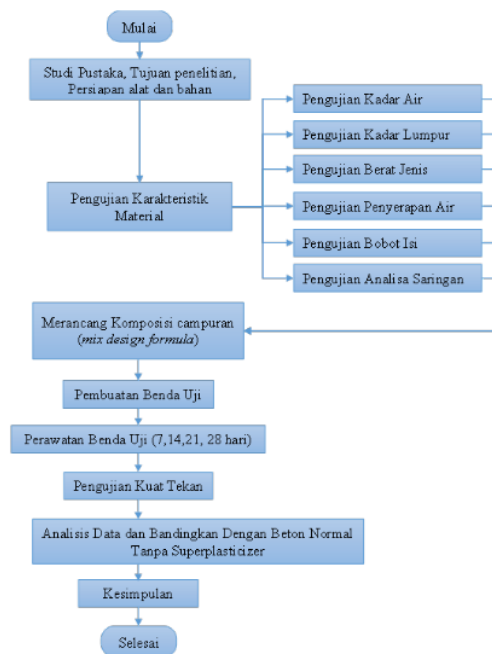 Mulai
Studi Pustaka, Tujuan penelitian,
Persiapan alat dan bahan
Pengujian Karakteristik
Material
Pengujian Kadar Air
Pengujian Kadar Lumpur
Pengujian Berat Jenis
Pengujian Penyerapan Air
Pengujian Bobot Isi
Pengujian Analisa Saringan
Merancang Komposisi campuran
(mix design formula)
Pembuatan Benda Uji
Perawatan Benda Uji (7,14,21, 28 hari)
Pengujian Kuat Tekan
Analisis Data dan Bandingkan Dengan Beton Normal
Tanpa Superplasticizer
Kesimpulan
Selesai